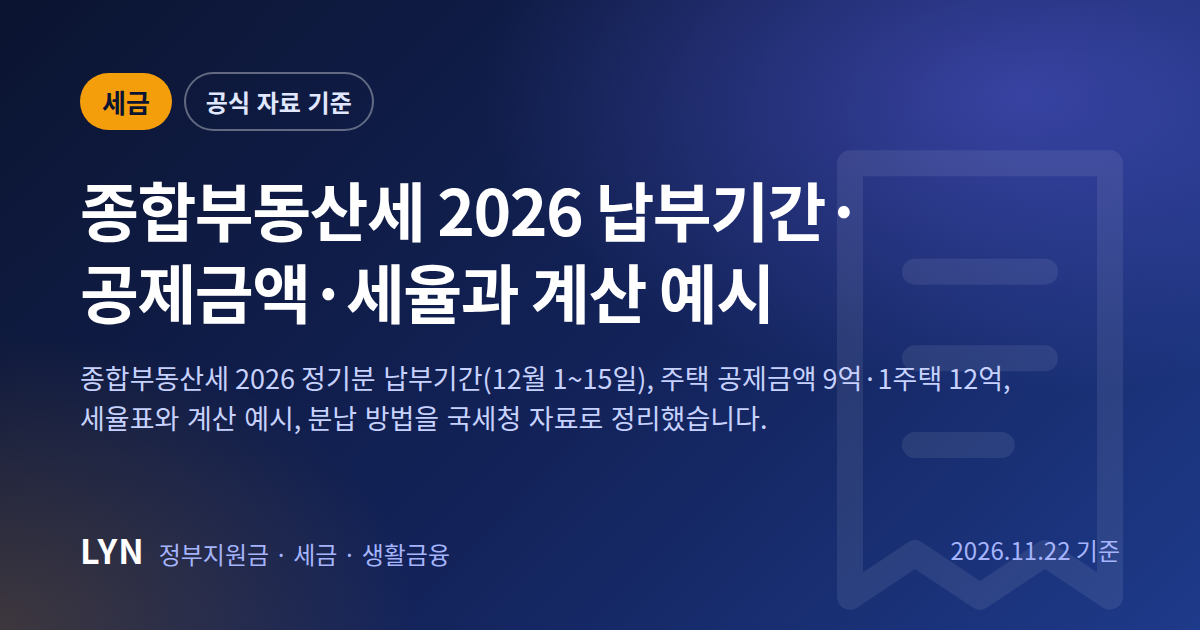 세금
공식 자료 기준
종합부동산세 2026 납부기간·
공제금액·세율과 계산 예시
종합부동산세 2026 정기분 납부기간(12월 1~15일), 주택 공제금액 9억·1주택 12억,
세율표와 계산 예시, 분납 방법을 국세청 자료로 정리했습니다.
LYN 정부지원금 · 세금 · 생활금융
2026.11.22 기준